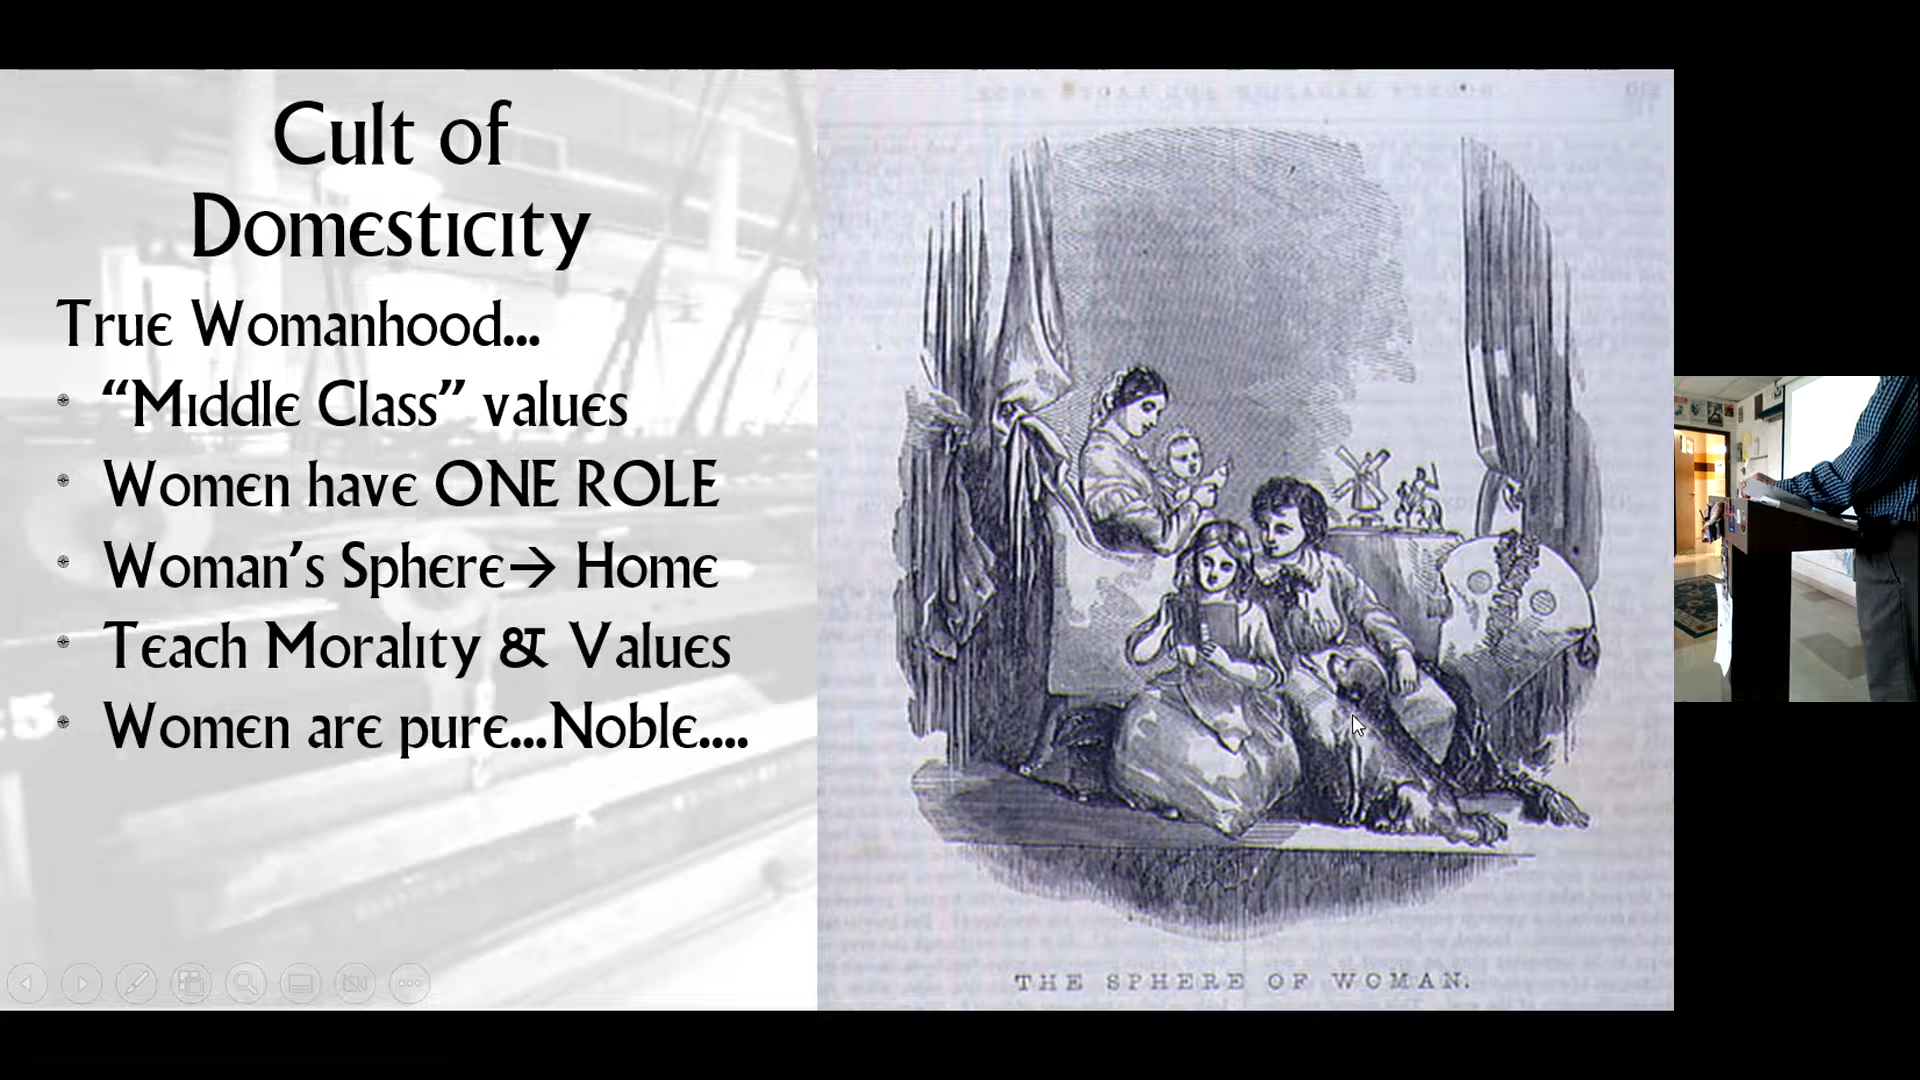 Cult of
Domesticity
True Womanhood...
“Middle Class” values
Women have ONE ROLE
Woman’s Sphere→ Home
Teach Morality & Values
Women are pure...Noble....
THE SPHERE OF WOMAN.